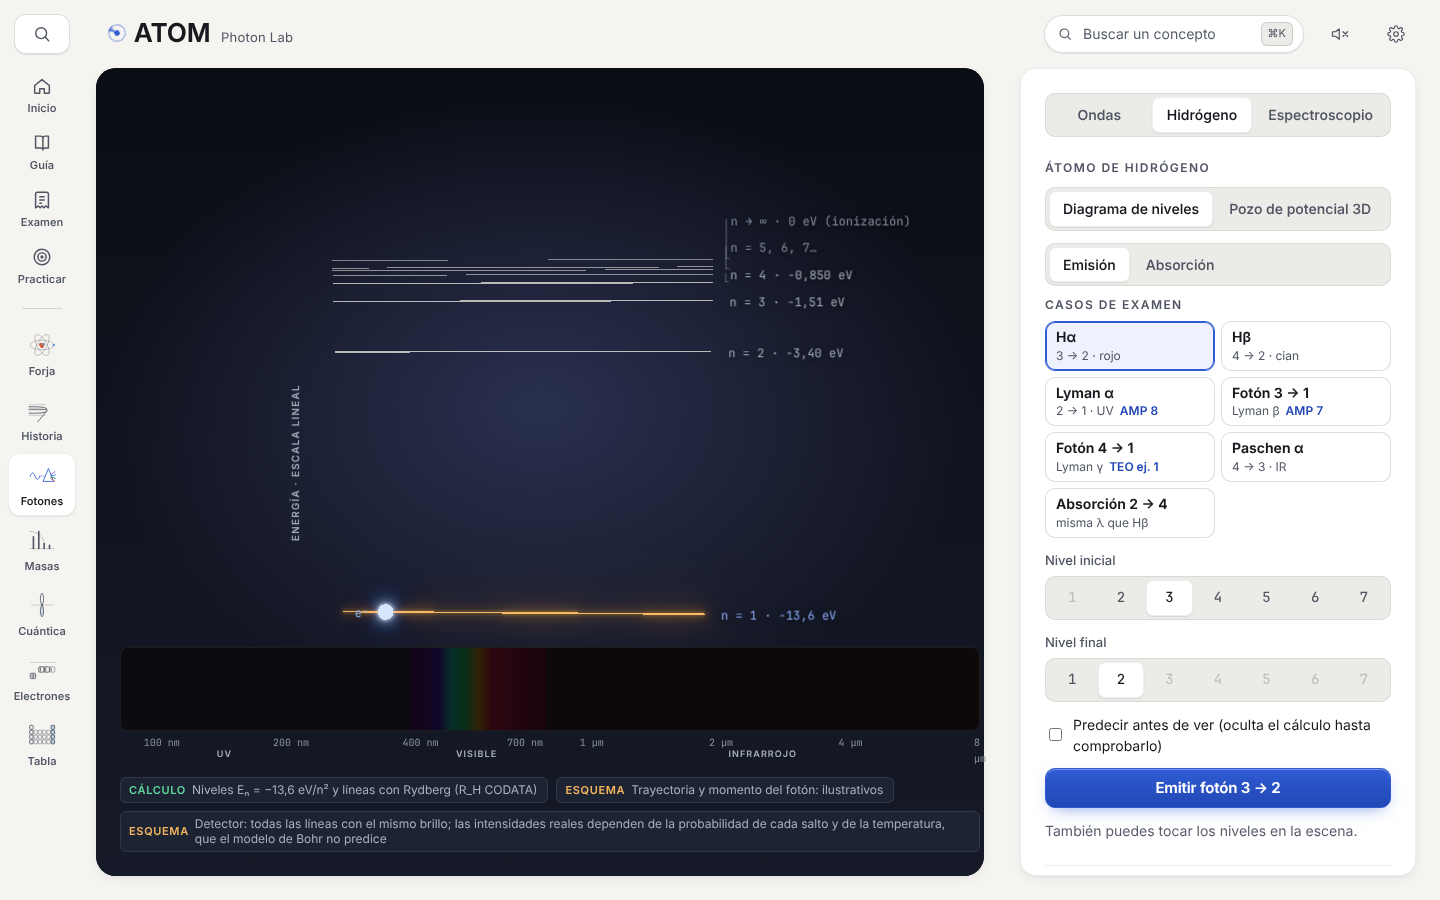 ATOM Photon Lab
Buscar un concepto ⌘K
Inicio
Guía
Examen
Practicar
Forja
Historia
Fotones
Masas
Cuántica
Electrones
Tabla
n → ∞ · 0 eV (ionización)
n = 5, 6, 7…
n = 4 · -0,850 eV
n = 3 · -1,51 eV
n = 2 · -3,40 eV
ENERGÍA · ESCALA LINEAL
e⁻
n = 1 · -13,6 eV
100 nm 200 nm 400 nm 700 nm 1 μm 2 μm 4 μm 8 μm
UV VISIBLE INFRARROJO
CÁLCULO Niveles Eₙ = −13,6 eV/n² y líneas con Rydberg (R_H CODATA)
ESQUEMA Trayectoria y momento del fotón: ilustrativos
ESQUEMA Detector: todas las líneas con el mismo brillo; las intensidades reales dependen de la probabilidad de cada salto y de la temperatura,
que el modelo de Bohr no predice
Ondas Hidrógeno Espectroscopio
ÁTOMO DE HIDRÓGENO
Diagrama de niveles Pozo de potencial 3D
Emisión Absorción
CASOS DE EXAMEN
Hα
3 → 2 · rojo
Hβ
4 → 2 · cian
Lyman α
2 → 1 · UV AMP 8
Fotón 3 → 1
Lyman β AMP 7
Fotón 4 → 1
Lyman γ TEO ej. 1
Paschen α
4 → 3 · IR
Absorción 2 → 4
misma λ que Hβ
Nivel inicial
1 2 3 4 5 6 7
Nivel final
1 2 3 4 5 6 7
Predecir antes de ver (oculta el cálculo hasta
comprobarlo)
Emitir fotón 3 → 2
También puedes tocar los niveles en la escena.